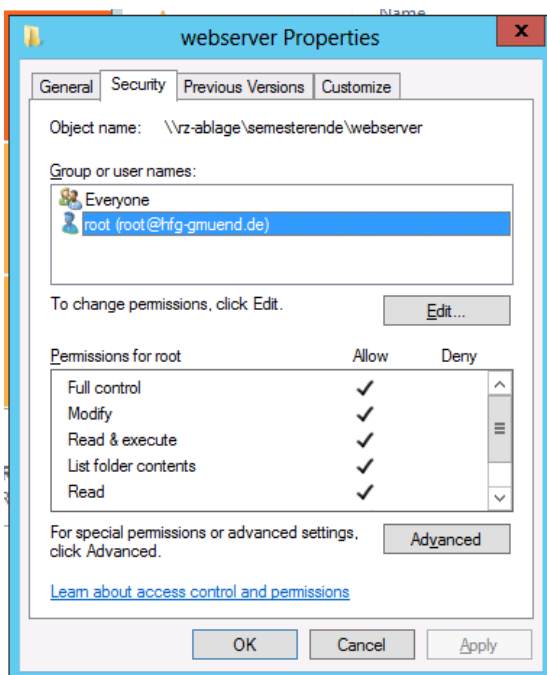 Name
webserver Properties
x
General Security Previous Versions Customize
Object name: \\rz-ablage\semesterende\webserver
Group or user names:
Everyone
root (root@hfg-gmuend.de)
To change permissions, click Edit.
Edit...
Permissions for root Allow Deny
Full control
Modify
Read & execute
List folder contents
Read
For special permissions or advanced settings,
click Advanced.
Advanced
Learn about access control and permissions
OK Cancel Apply